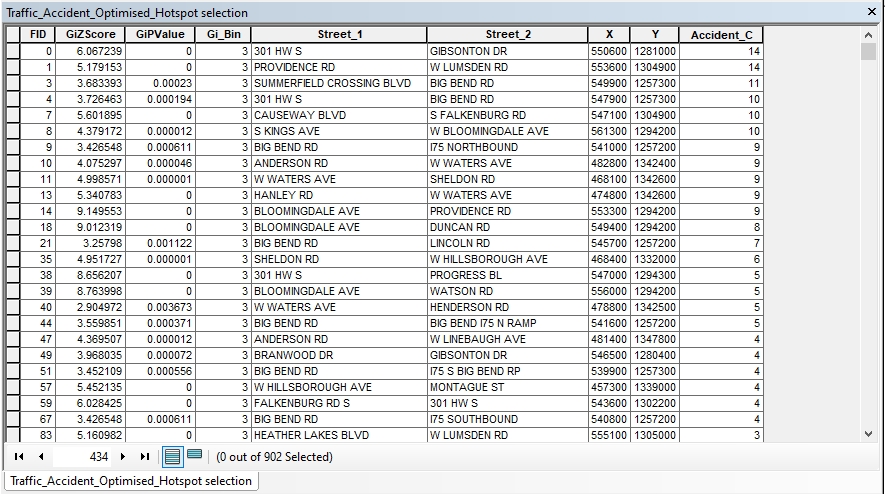 Traffic_Accident_Optimised_Hotspot selection ×
FID GiZScore GiPValue Gi_Bin Street_1 Street_2 X Y Accident_C
0 6.067239 0 3 301 HW S GIBSONTON DR 550600 1281000 14
1 5.179153 0 3 PROVIDENCE RD W LUMSDEN RD 553600 1304900 14
3 3.683393 0.00023 3 SUMMERFIELD CROSSING BLVD BIG BEND RD 549900 1257300 11
4 3.726463 0.000194 3 301 HW S BIG BEND RD 547900 1257300 10
7 5.601895 0 3 CAUSEWAY BLVD S FALKENBURG RD 547100 1304900 10
8 4.379172 0.000012 3 S KINGS AVE W BLOOMINGDALE AVE 561300 1294200 10
9 3.426548 0.000611 3 BIG BEND RD I75 NORTHBOUND 541000 1257200 9
10 4.075297 0.000046 3 ANDERSON RD W WATERS AVE 482800 1342400 9
11 4.998571 0.000001 3 W WATERS AVE SHELDON RD 468100 1342600 9
13 5.340783 0 3 HANLEY RD W WATERS AVE 474800 1342600 9
14 9.149553 0 3 BLOOMINGDALE AVE PROVIDENCE RD 553300 1294200 9
18 9.012319 0 3 BLOOMINGDALE AVE DUNCAN RD 549400 1294200 8
21 3.25798 0.001122 3 BIG BEND RD LINCOLN RD 545700 1257200 7
35 4.951727 0.000001 3 SHELDON RD W HILLSBOROUGH AVE 468400 1332000 6
38 8.656207 0 3 301 HW S PROGRESS BL 547000 1294300 5
39 8.763998 0 3 BLOOMINGDALE AVE WATSON RD 556000 1294200 5
40 2.904972 0.003673 3 W WATERS AVE HENDERSON RD 478800 1342500 5
44 3.559851 0.000371 3 BIG BEND RD BIG BEND I75 N RAMP 541600 1257200 5
47 4.369507 0.000012 3 ANDERSON RD W LINEBAUGH AVE 481400 1347800 4
49 3.968035 0.000072 3 BRANWOOD DR GIBSONTON DR 546500 1280400 4
51 3.452109 0.000556 3 BIG BEND RD I75 S BIG BEND RP 539900 1257300 4
57 5.452135 0 3 W HILLSBOROUGH AVE MONTAGUE ST 457300 1339000 4
59 6.028425 0 3 FALKENBURG RD S 301 HW S 543600 1302200 4
67 3.426548 0.000611 3 BIG BEND RD I75 SOUTHBOUND 540800 1257200 4
83 5.160982 0 3 HEATHER LAKES BLVD W LUMSDEN RD 555100 1305000 3
434 (0 out of 902 Selected)
Traffic_Accident_Optimised_Hotspot selection